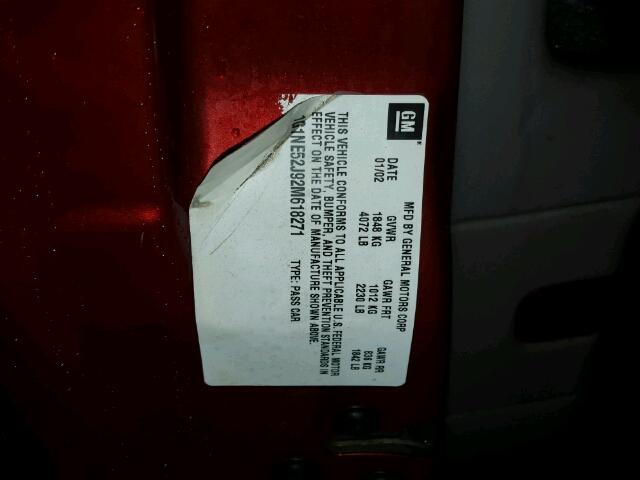 GM
MFD BY GENERAL MOTORS CORP
DATE GVWR GAWR FRT GAWR RR
01/02 1848 KG 1012 KG 836 KG
4072 LB 2230 LB 1842 LB
THIS VEHICLE CONFORMS TO ALL APPLICABLE U.S. FEDERAL MOTOR
VEHICLE SAFETY, BUMPER, AND THEFT PREVENTION STANDARDS IN
EFFECT ON THE DATE OF MANUFACTURE SHOWN ABOVE.
1G1NE52J92M618271 TYPE: PASS CAR